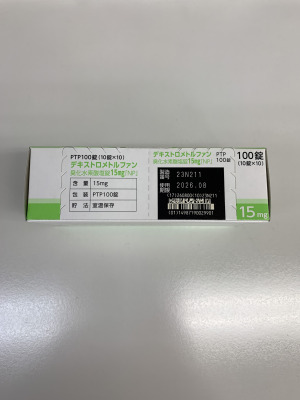 PTP100錠 (10錠×10)
デキストロメトルファン
臭化水素酸塩錠15mg「NP」
含 量 15mg
包 装 PTP100錠
貯 法 室温保存
デキストロメトルファン
臭化水素酸塩錠15mg「NP」
PTP
100錠
100錠
(10錠×10)
製造番号 23N211
使用期限 2026.08
15mg